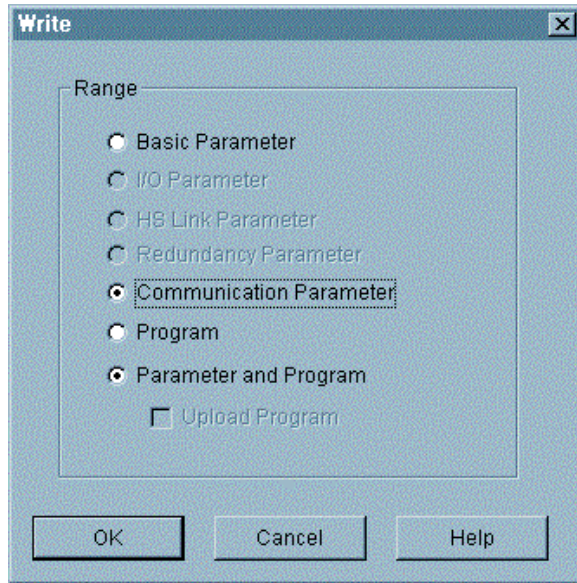 Write
Range
Basic Parameter
I/O Parameter
HS Link Parameter
Redundancy Parameter
Communication Parameter
Program
Parameter and Program
Upload Program
OK Cancel Help